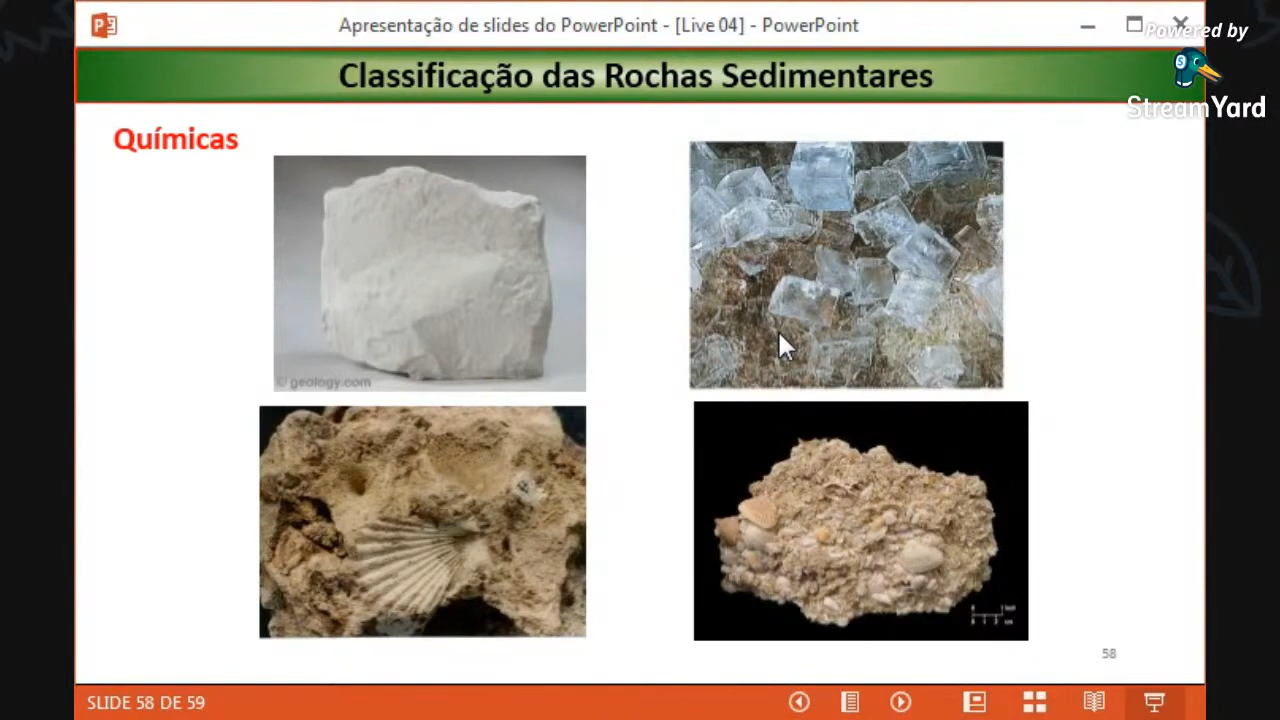 Apresentação de slides do PowerPoint - [Live 04] - PowerPoint
Powered by
StreamYard
Classificação das Rochas Sedimentares
Químicas
© geology.com
58
SLIDE 58 DE 59